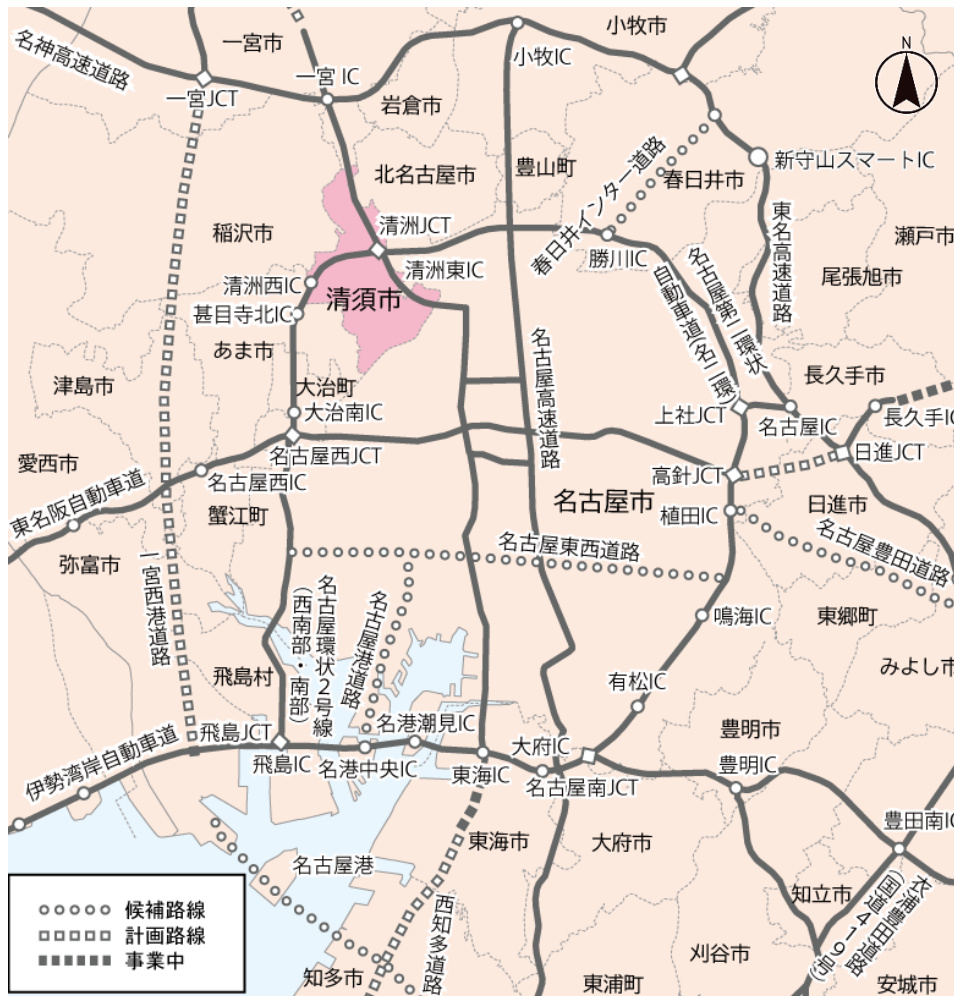 小牧市
一宮市
名神高速道路
N
小牧IC
一宮 IC
一宮JCT
岩倉市
新守山スマートIC
豊山町
北名古屋市
春日井市
春日井インター道路
東名高速道路
瀬戸市
稲沢市
清洲JCT
勝川IC
清洲東IC
尾張旭市
清洲西IC
清須市
名古屋第二環状
自動車道(名二環)
甚目寺北IC
あま市
名古屋高速道路
津島市
大治町
長久手市
大治南IC
上社JCT
名古屋IC
長久手IC
名古屋西JCT
日進JCT
愛西市
名古屋西IC
高針JCT
東名阪自動車道
名古屋市
日進市
蟹江町
植田IC
名古屋東西道路
名古屋豊田道路
弥富市
一宮西港道路
名古屋環状2号線
(西南部・南部)
名古屋港道路
鳴海IC
東郷町
みよし市
飛島村
有松IC
名港潮見IC
豊明市
飛島JCT
大府IC
伊勢湾岸自動車道
飛島IC
名港中央IC
東海IC
名古屋南JCT
豊明IC
豊田南IC
東海市
大府市
名古屋港
衣浦豊田道路
(国道419号)
知立市
候補路線
計画路線
事業中
西知多道路
刈谷市
知多市
東浦町
安城市